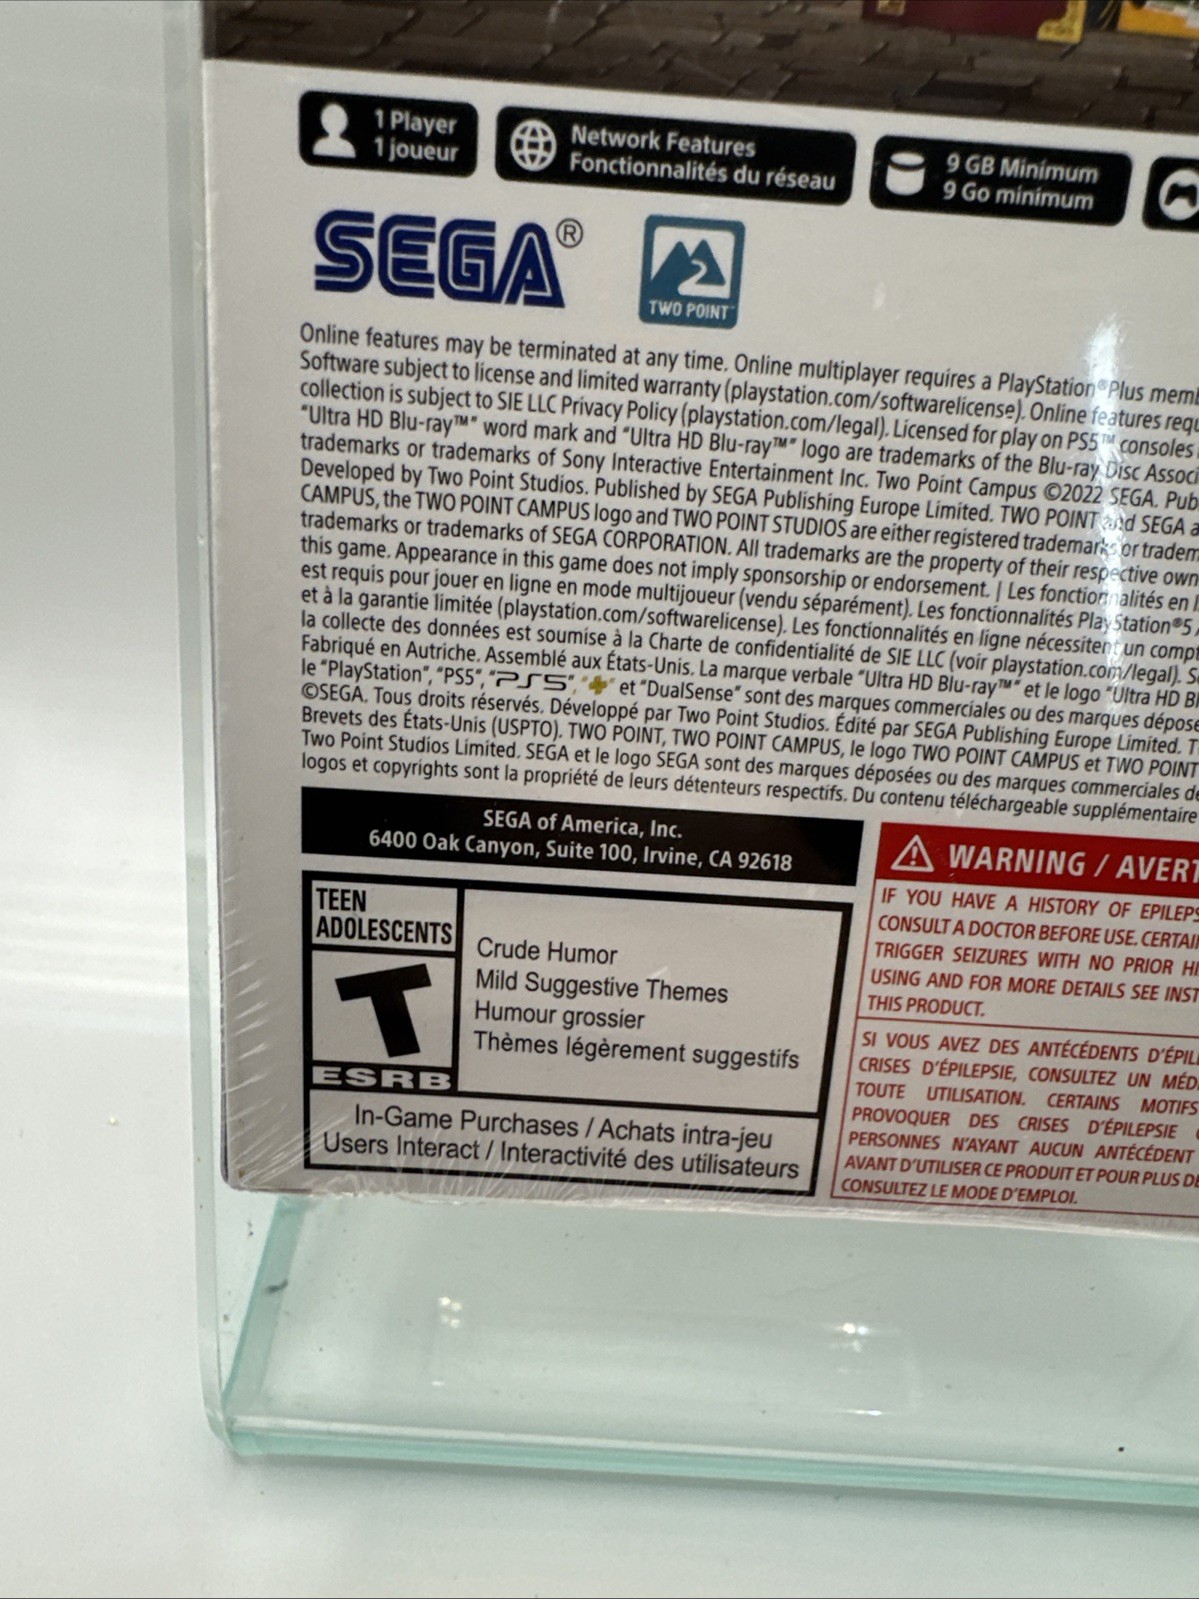 1 Player
1 joueur
Network Features
Fonctionnalités du réseau
9 GB Minimum
9 Go minimum
SEGA®
TWO POINT™
Online features may be terminated at any time. Online multiplayer requires a PlayStation®Plus
Software subject to license and limited warranty (playstation.com/softwarelicense). Online features
collection is subject to SIE LLC Privacy Policy (playstation.com/legal). Licensed for play on PS5™ consoles
"Ultra HD Blu-ray™" word mark and "Ultra HD Blu-ray™" logo are trademarks of the Blu-ray Disc
trademarks or trademarks of Sony Interactive Entertainment Inc. Two Point Campus ©2022 SEGA.
Developed by Two Point Studios. Published by SEGA Publishing Europe Limited. TWO POINT and SEGA
CAMPUS, the TWO POINT CAMPUS logo and TWO POINT STUDIOS are either registered trademarks or
trademarks or trademarks of SEGA CORPORATION. All trademarks are the property of their respective
this game. Appearance in this game does not imply sponsorship or endorsement. | Les fonctionnalités en
est requis pour jouer en ligne en mode multijoueur (vendu séparément). Les fonctionnalités PlayStation®5
et à la garantie limitée (playstation.com/softwarelicense). Les fonctionnalités en ligne nécessitent un
la collecte des données est soumise à la Charte de confidentialité de SIE LLC (voir playstation.com/legal).
Fabriqué en Autriche. Assemblé aux États-Unis. La marque verbale "Ultra HD Blu-ray™" et le logo "Ultra HD
le "PlayStation", "PS5", "PS5", et "DualSense" sont des marques commerciales ou des marques
©SEGA. Tous droits réservés. Développé par Two Point Studios. Édité par SEGA Publishing Europe Limited.
Brevets des États-Unis (USPTO). TWO POINT, TWO POINT CAMPUS, le logo TWO POINT CAMPUS et TWO POINT
Two Point Studios Limited. SEGA et le logo SEGA sont des marques déposées ou des marques commerciales
logos et copyrights sont la propriété de leurs détenteurs respectifs. Du contenu téléchargeable supplémentaire
SEGA of America, Inc.
6400 Oak Canyon, Suite 100, Irvine, CA 92618
TEEN
ADOLESCENTS
T
ESRB
Crude Humor
Mild Suggestive Themes
Humour grossier
Thèmes légèrement suggestifs
In-Game Purchases / Achats intra-jeu
Users Interact / Interactivité des utilisateurs
WARNING / AVERT
IF YOU HAVE A HISTORY OF
CONSULT A DOCTOR BEFORE USE.
TRIGGER SEIZURES WITH NO PRIOR
USING AND FOR MORE DETAILS SEE
THIS PRODUCT.
SI VOUS AVEZ DES ANTÉCÉDENTS
CRISES D'ÉPILEPSIE, CONSULTEZ UN
TOUTE UTILISATION. CERTAINS MOTIFS
PROVOQUER DES CRISES D'ÉPILEPSIE
PERSONNES N'AYANT AUCUN ANTÉCÉDENT
AVANT D'UTILISER CE PRODUIT ET POUR PLUS
CONSULTEZ LE MODE D'EMPLOI.